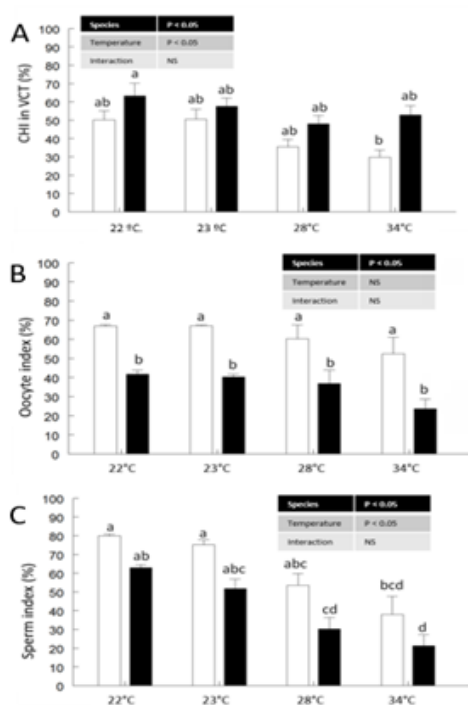 A
Species P < 0.05
Temperature P < 0.05
Interaction NS
CHI in VCT (%)
100
90
80
70
60
50
40
30
20
10
0
ab a ab ab ab ab b ab
22 ºC. 23 ºC 28°C 34°C
B
Species P < 0.05
Temperature NS
Interaction NS
Oocyte index (%)
100
90
80
70
60
50
40
30
20
10
0
a b a b a b a b
22°C 23°C 28°C 34°C
C
Species P < 0.05
Temperature P < 0.05
Interaction NS
Sperm index (%)
100
90
80
70
60
50
40
30
20
10
0
a ab a abc abc cd bcd d
22°C 23°C 28°C 34°C